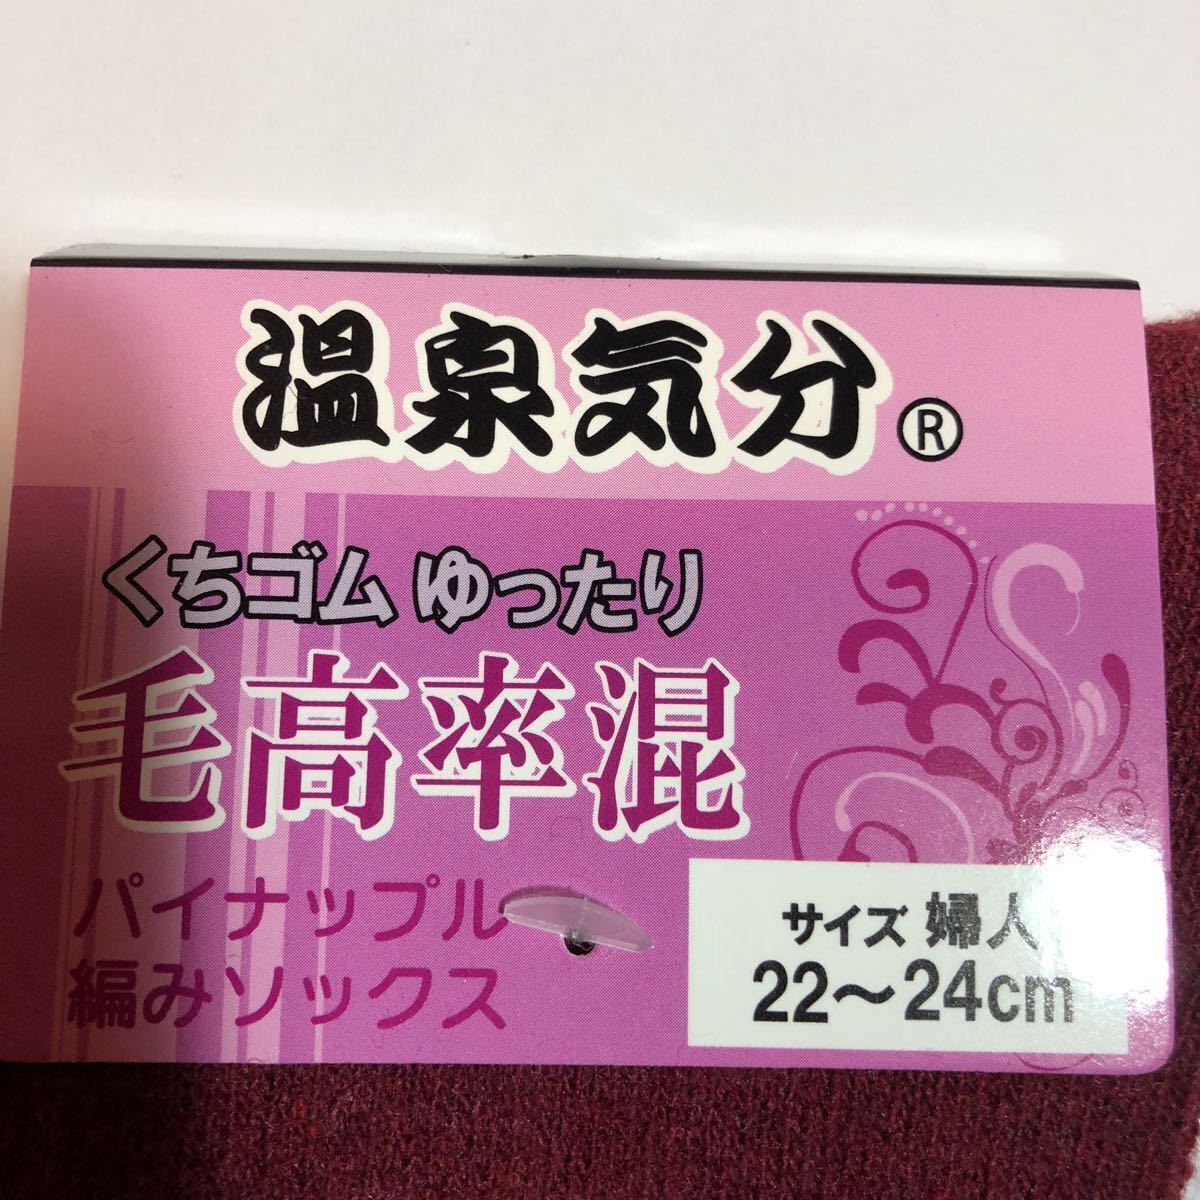 温泉気分®
くちゴム ゆったり
毛高率混
パイナップル
編みソックス
サイズ 婦人
22～24cm